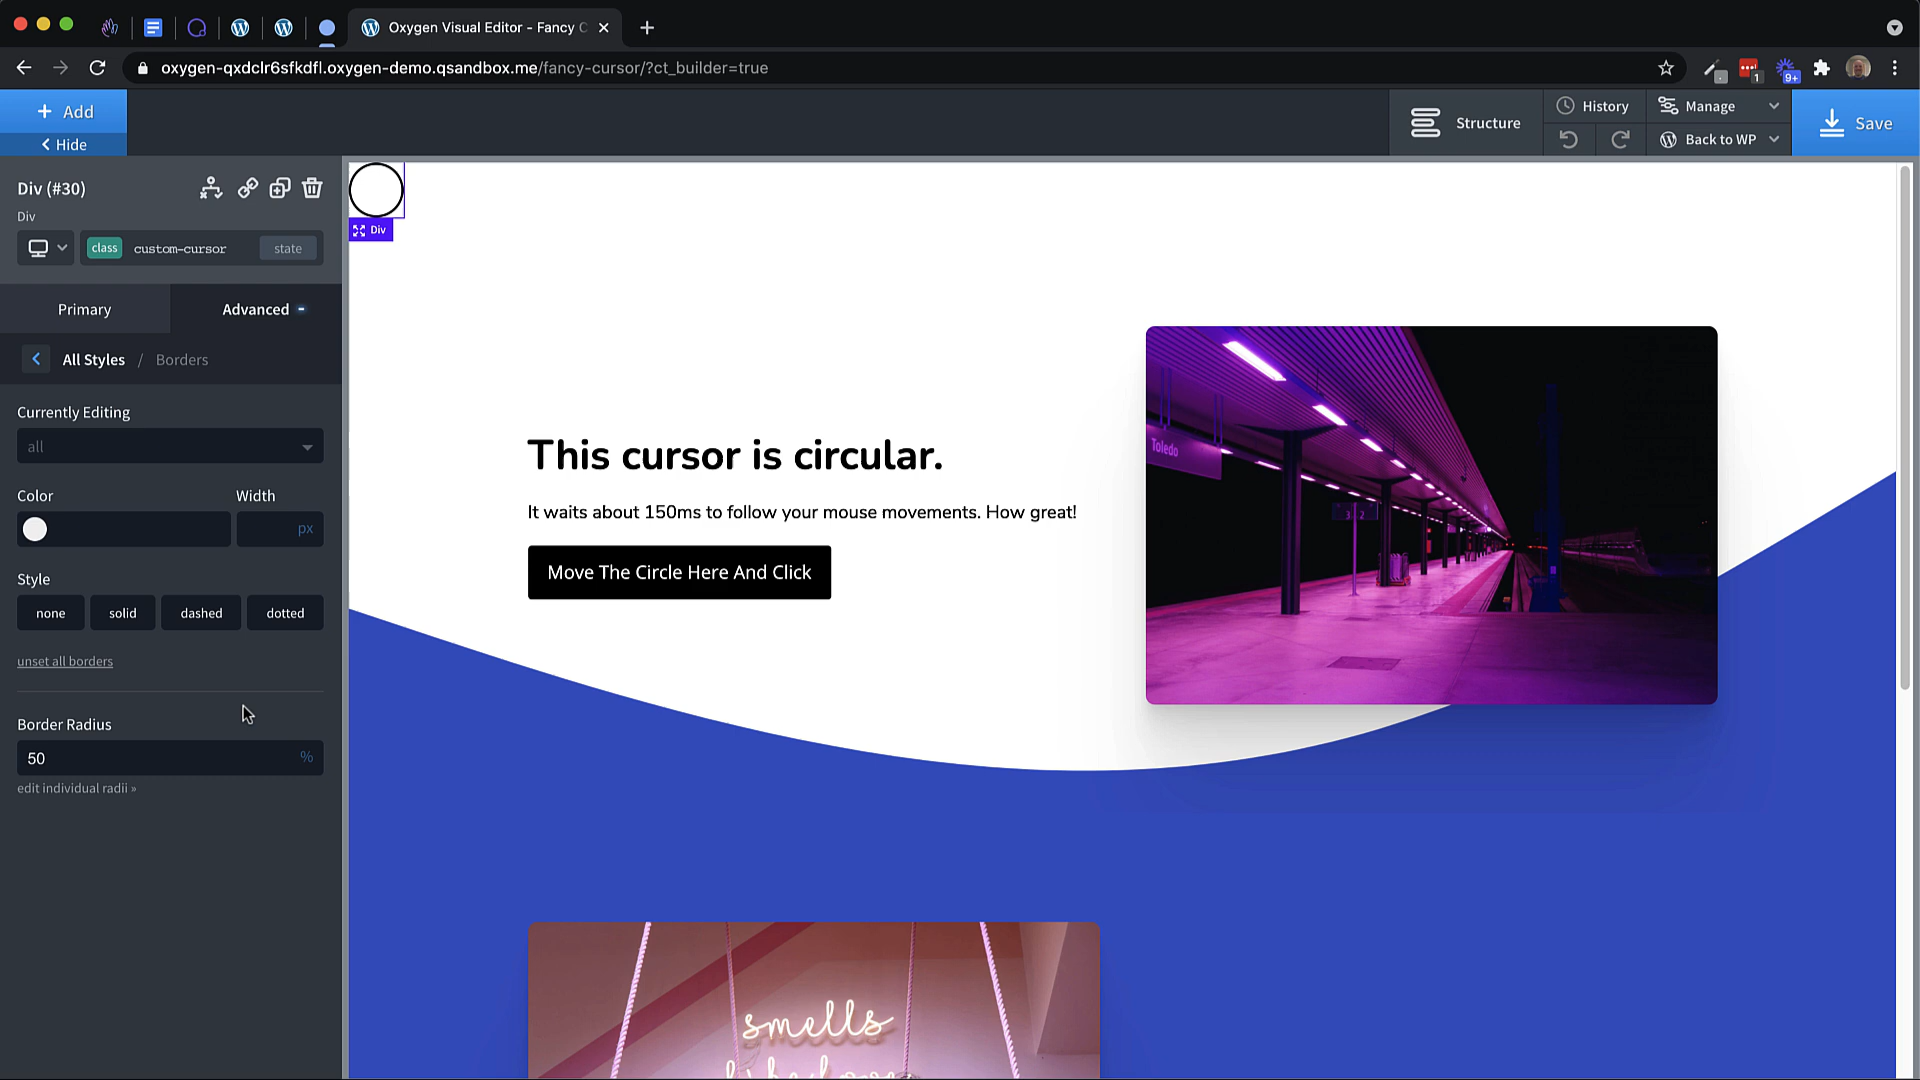 Oxygen Visual Editor - Fancy C
oxygen-qxdclr6sfkdfl.oxygen-demo.qsandbox.me/fancy-cursor/?ct_builder=true
1
9+
+ Add
Hide
Structure
History
Manage
Back to WP
Save
Div (#30)
Div
class custom-cursor state
Primary
Advanced
All Styles / Borders
Currently Editing
all
Color
Width
px
Style
none
solid
dashed
dotted
unset all borders
Border Radius
50
%
edit individual radii »
Div
This cursor is circular.
It waits about 150ms to follow your mouse movements. How great!
Move The Circle Here And Click
Toledo
smells